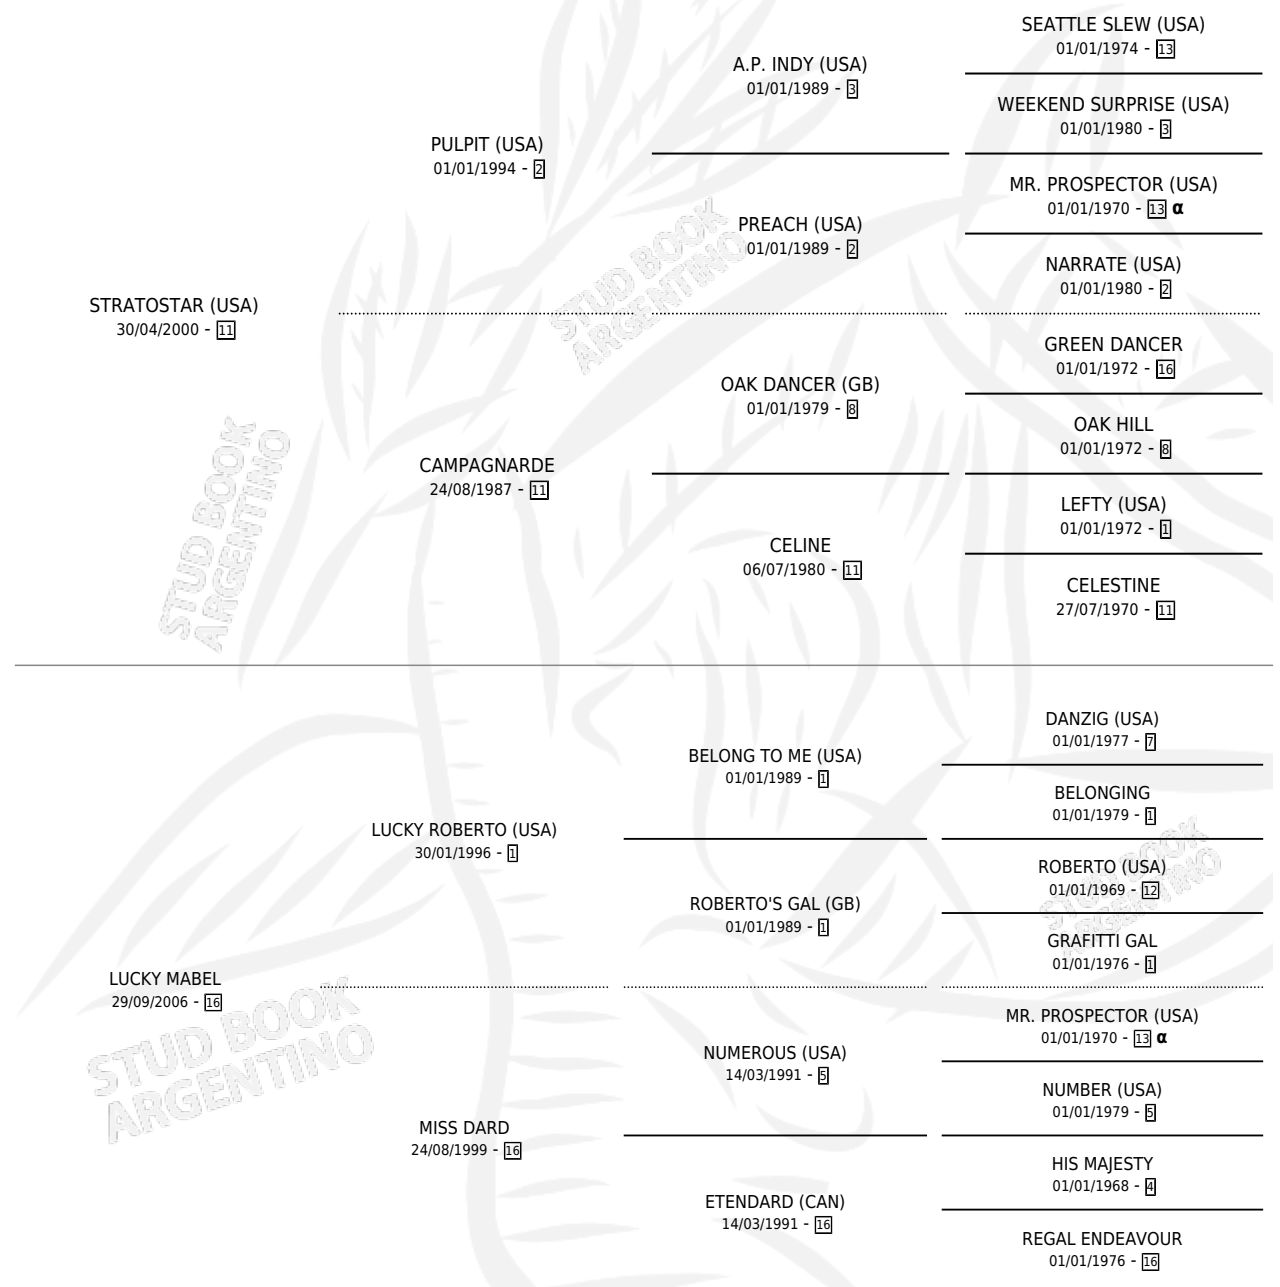 SEATTLE SLEW (USA)
01/01/1974 - 13
A.P. INDY (USA)
01/01/1989 - 3
WEEKEND SURPRISE (USA)
01/01/1980 - 3
PULPIT (USA)
01/01/1994 - 2
MR. PROSPECTOR (USA)
01/01/1970 - 13 α
PREACH (USA)
01/01/1989 - 2
NARRATE (USA)
01/01/1980 - 2
STRATOSTAR (USA)
30/04/2000 - 11
GREEN DANCER
01/01/1972 - 16
OAK DANCER (GB)
01/01/1979 - 8
OAK HILL
01/01/1972 - 8
CAMPAGNARDE
24/08/1987 - 11
LEFTY (USA)
01/01/1972 - 1
CELINE
06/07/1980 - 11
CELESTINE
27/07/1970 - 11
STUD BOOK
ARGENTINO
STUD BOOK
ARGENTINO
DANZIG (USA)
01/01/1977 - 7
BELONG TO ME (USA)
01/01/1989 - 1
BELONGING
01/01/1979 - 1
LUCKY ROBERTO (USA)
30/01/1996 - 1
ROBERTO (USA)
01/01/1969 - 12
ROBERTO'S GAL (GB)
01/01/1989 - 1
GRAFITTI GAL
01/01/1976 - 1
LUCKY MABEL
29/09/2006 - 16
MR. PROSPECTOR (USA)
01/01/1970 - 13 α
NUMEROUS (USA)
14/03/1991 - 5
NUMBER (USA)
01/01/1979 - 5
MISS DARD
24/08/1999 - 16
HIS MAJESTY
01/01/1968 - 4
ETENDARD (CAN)
14/03/1991 - 16
REGAL ENDEAVOUR
01/01/1976 - 16
STUD BOOK
ARGENTINO
STUD BOOK
ARGENTINO